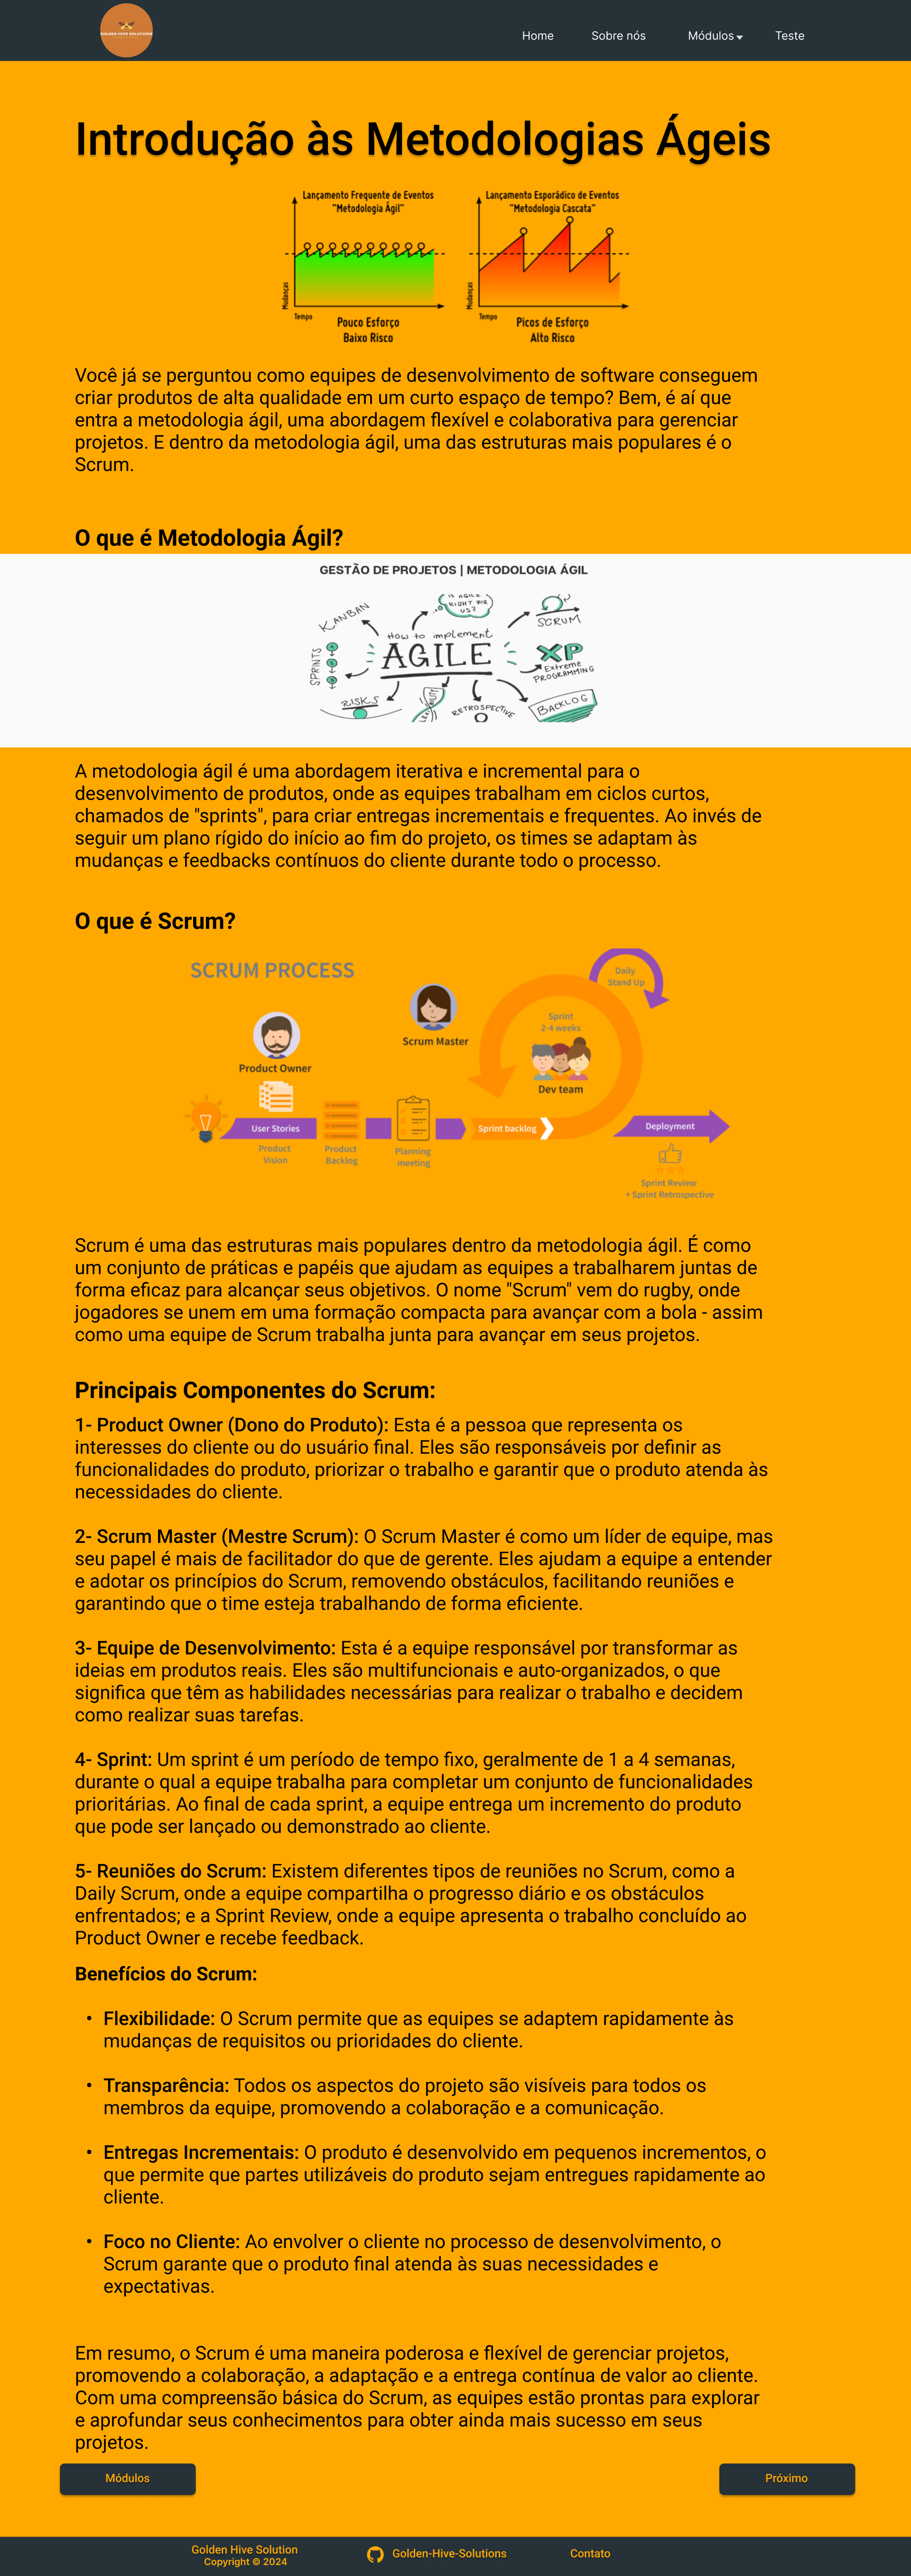 GOLDEN HIVE SOLUTIONS
Home
Sobre nós
Módulos
Teste
Introdução às Metodologias Ágeis
Lançamento Frequente de Eventos
"Metodologia Ágil"
Mudanças
Tempo
Pouco Esforço
Baixo Risco
Lançamento Esporádico de Eventos
"Metodologia Cascata"
Mudanças
Tempo
Picos de Esforço
Alto Risco
Você já se perguntou como equipes de desenvolvimento de software conseguem
criar produtos de alta qualidade em um curto espaço de tempo? Bem, é aí que
entra a metodologia ágil, uma abordagem flexível e colaborativa para gerenciar
projetos. E dentro da metodologia ágil, uma das estruturas mais populares é o
Scrum.
O que é Metodologia Ágil?
GESTÃO DE PROJETOS | METODOLOGIA ÁGIL
IS AGILE
RIGHT FOR
US?
KANBAN
SCRUM
How to implement
AGILE
SPRINTS
XP
Extreme
PROGRAMMING
RISKS
RETROSPECTIVE
BACKLOG
A metodologia ágil é uma abordagem iterativa e incremental para o
desenvolvimento de produtos, onde as equipes trabalham em ciclos curtos,
chamados de "sprints", para criar entregas incrementais e frequentes. Ao invés de
seguir um plano rígido do início ao fim do projeto, os times se adaptam às
mudanças e feedbacks contínuos do cliente durante todo o processo.
O que é Scrum?
SCRUM PROCESS
Daily
Stand Up
Scrum Master
Sprint
2-4 weeks
Product Owner
Dev team
User Stories
Sprint backlog
Deployment
Product
Vision
Product
Backlog
Planning
meeting
Sprint Review
+ Sprint Retrospective
Scrum é uma das estruturas mais populares dentro da metodologia ágil. É como
um conjunto de práticas e papéis que ajudam as equipes a trabalharem juntas de
forma eficaz para alcançar seus objetivos. O nome "Scrum" vem do rugby, onde
jogadores se unem em uma formação compacta para avançar com a bola - assim
como uma equipe de Scrum trabalha junta para avançar em seus projetos.
Principais Componentes do Scrum:
1- Product Owner (Dono do Produto): Esta é a pessoa que representa os
interesses do cliente ou do usuário final. Eles são responsáveis por definir as
funcionalidades do produto, priorizar o trabalho e garantir que o produto atenda às
necessidades do cliente.
2- Scrum Master (Mestre Scrum): O Scrum Master é como um líder de equipe, mas
seu papel é mais de facilitador do que de gerente. Eles ajudam a equipe a entender
e adotar os princípios do Scrum, removendo obstáculos, facilitando reuniões e
garantindo que o time esteja trabalhando de forma eficiente.
3- Equipe de Desenvolvimento: Esta é a equipe responsável por transformar as
ideias em produtos reais. Eles são multifuncionais e auto-organizados, o que
significa que têm as habilidades necessárias para realizar o trabalho e decidem
como realizar suas tarefas.
4- Sprint: Um sprint é um período de tempo fixo, geralmente de 1 a 4 semanas,
durante o qual a equipe trabalha para completar um conjunto de funcionalidades
prioritárias. Ao final de cada sprint, a equipe entrega um incremento do produto
que pode ser lançado ou demonstrado ao cliente.
5- Reuniões do Scrum: Existem diferentes tipos de reuniões no Scrum, como a
Daily Scrum, onde a equipe compartilha o progresso diário e os obstáculos
enfrentados; e a Sprint Review, onde a equipe apresenta o trabalho concluído ao
Product Owner e recebe feedback.
Benefícios do Scrum:
• Flexibilidade: O Scrum permite que as equipes se adaptem rapidamente às
mudanças de requisitos ou prioridades do cliente.
• Transparência: Todos os aspectos do projeto são visíveis para todos os
membros da equipe, promovendo a colaboração e a comunicação.
• Entregas Incrementais: O produto é desenvolvido em pequenos incrementos, o
que permite que partes utilizáveis do produto sejam entregues rapidamente ao
cliente.
• Foco no Cliente: Ao envolver o cliente no processo de desenvolvimento, o
Scrum garante que o produto final atenda às suas necessidades e
expectativas.
Em resumo, o Scrum é uma maneira poderosa e flexível de gerenciar projetos,
promovendo a colaboração, a adaptação e a entrega contínua de valor ao cliente.
Com uma compreensão básica do Scrum, as equipes estão prontas para explorar
e aprofundar seus conhecimentos para obter ainda mais sucesso em seus
projetos.
Módulos
Próximo
Golden Hive Solution
Copyright © 2024
Golden-Hive-Solutions
Contato